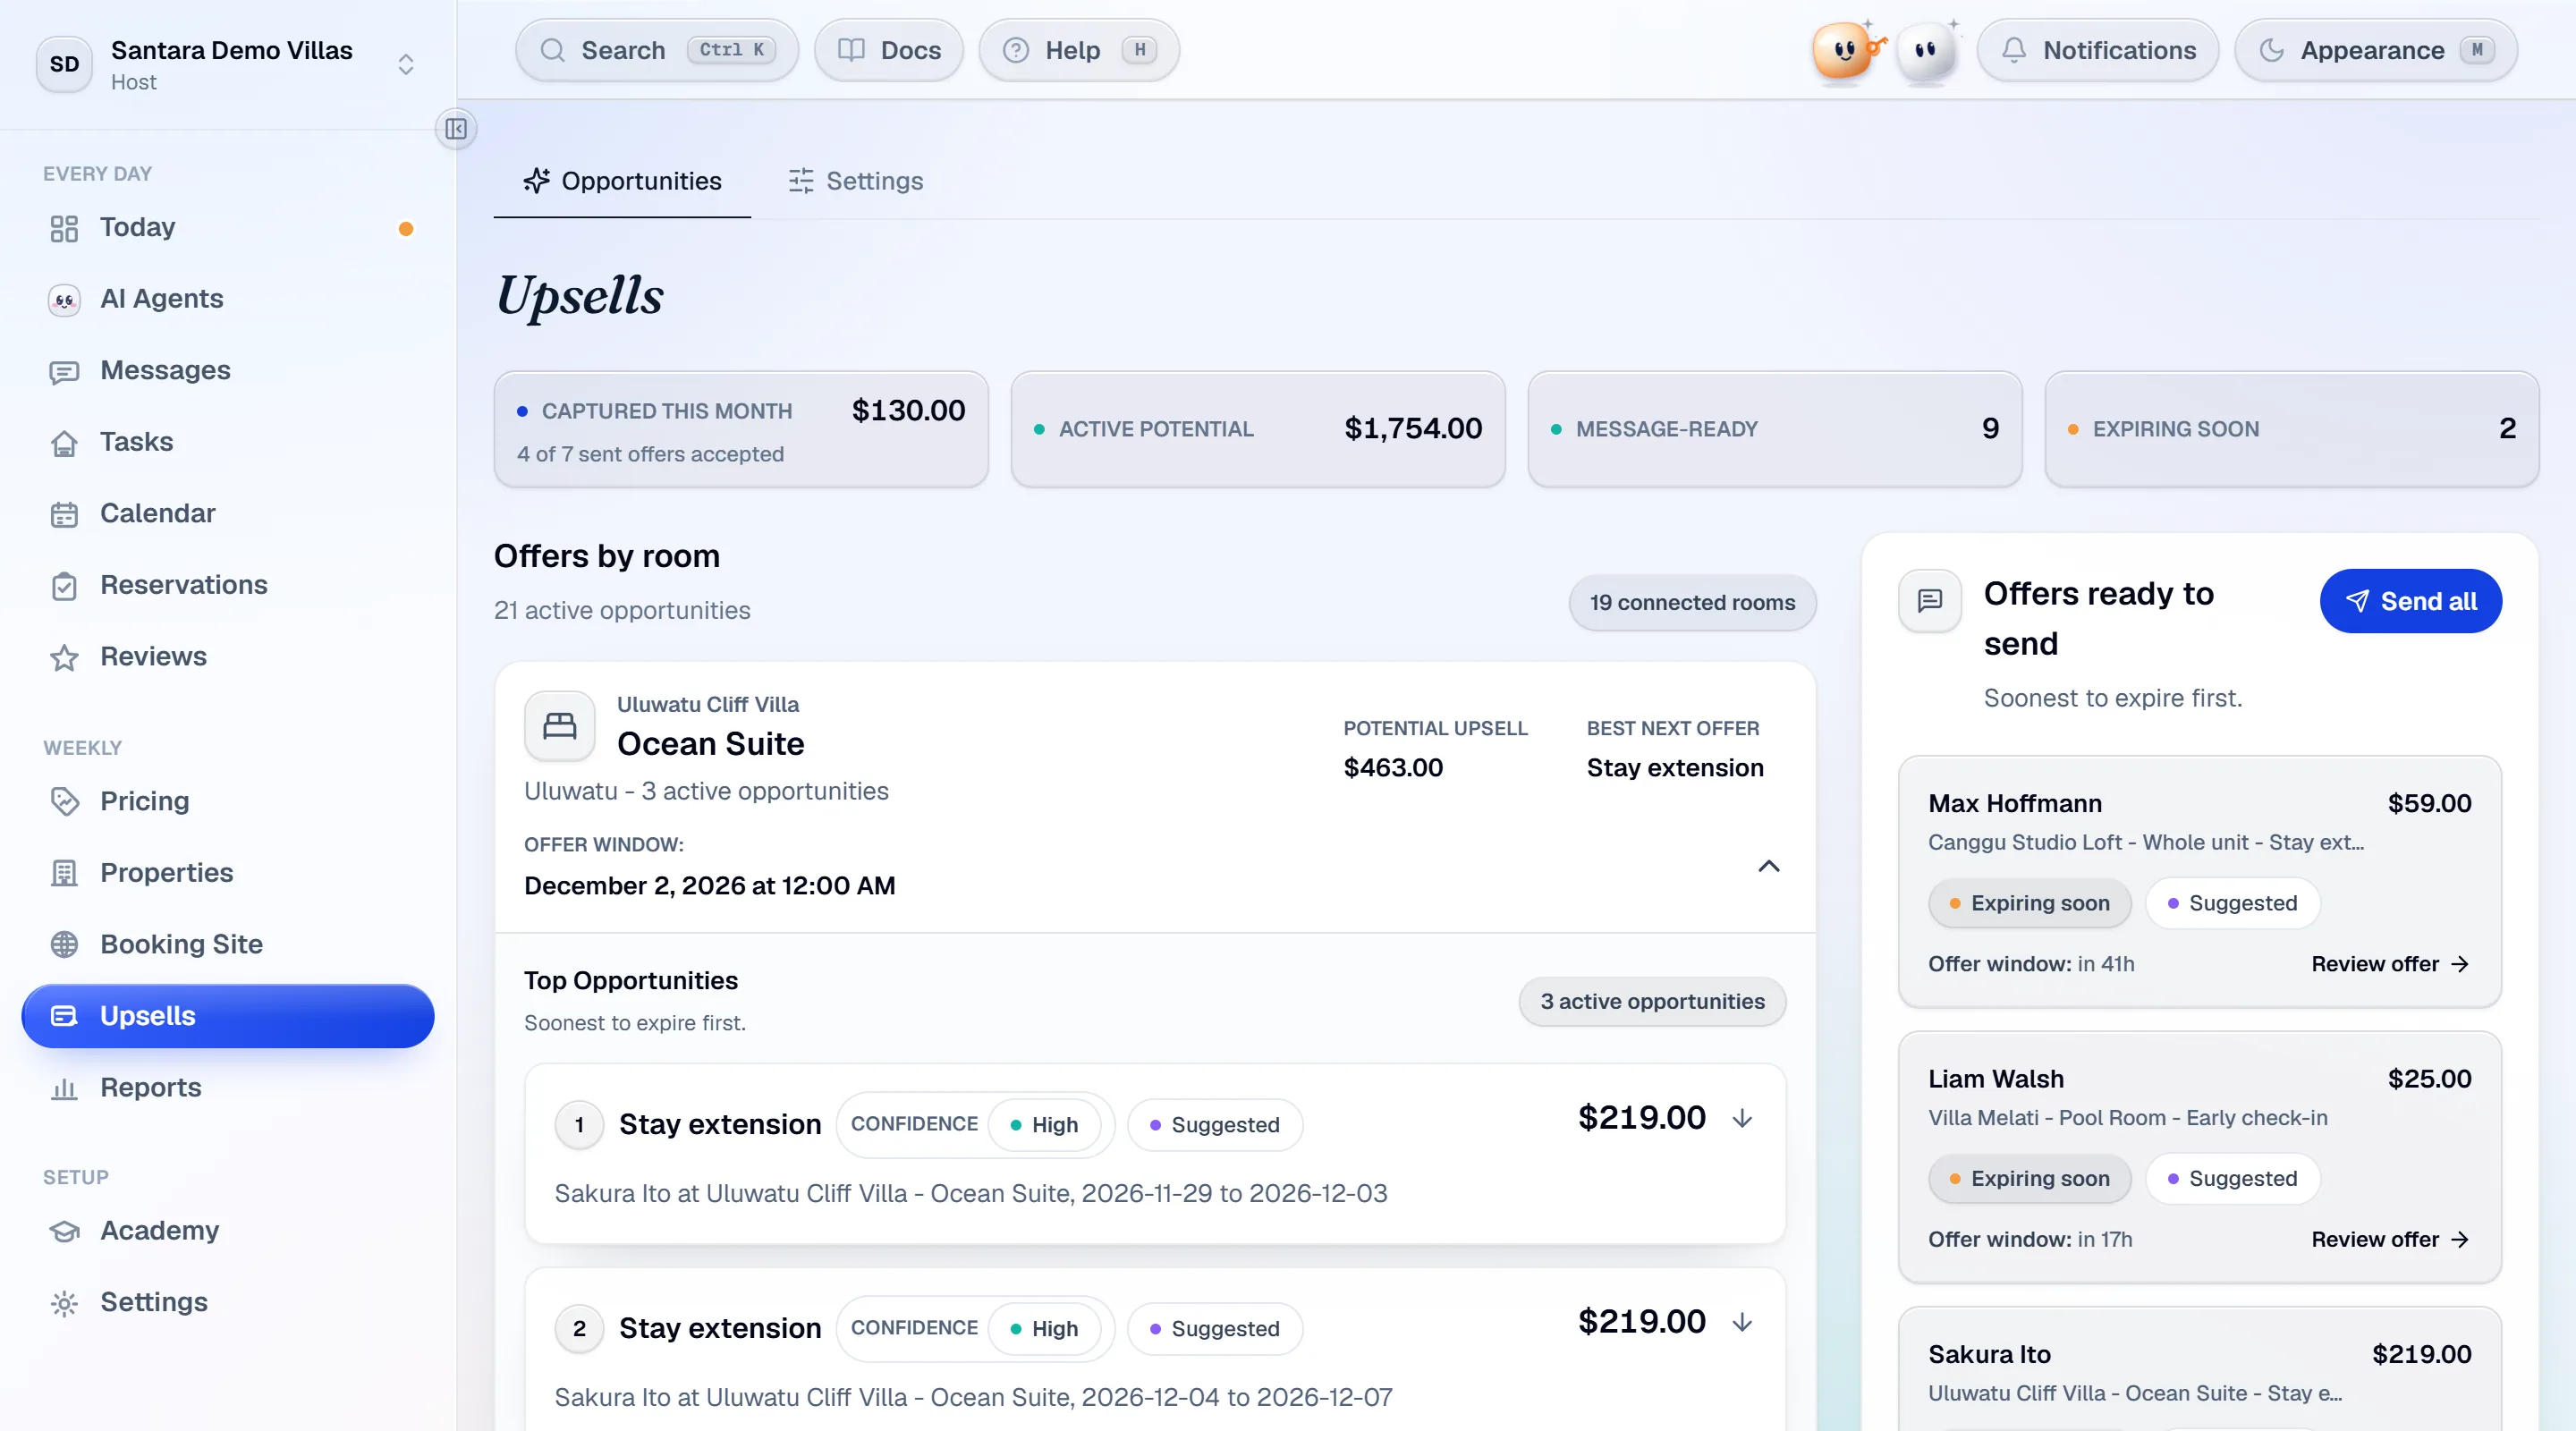 SD
Santara Demo Villas
Host
Search Ctrl K
Docs
Help H
Notifications
Appearance M
EVERY DAY
Today
AI Agents
Messages
Tasks
Calendar
Reservations
Reviews
WEEKLY
Pricing
Properties
Booking Site
Upsells
Reports
SETUP
Academy
Settings
Opportunities
Settings
Upsells
CAPTURED THIS MONTH $130.00
4 of 7 sent offers accepted
ACTIVE POTENTIAL $1,754.00
MESSAGE-READY 9
EXPIRING SOON 2
Offers by room
21 active opportunities
19 connected rooms
Uluwatu Cliff Villa
Ocean Suite
Uluwatu - 3 active opportunities
POTENTIAL UPSELL
$463.00
BEST NEXT OFFER
Stay extension
OFFER WINDOW:
December 2, 2026 at 12:00 AM
Top Opportunities
Soonest to expire first.
3 active opportunities
1 Stay extension CONFIDENCE High Suggested $219.00
Sakura Ito at Uluwatu Cliff Villa - Ocean Suite, 2026-11-29 to 2026-12-03
2 Stay extension CONFIDENCE High Suggested $219.00
Sakura Ito at Uluwatu Cliff Villa - Ocean Suite, 2026-12-04 to 2026-12-07
Offers ready to
send
Send all
Soonest to expire first.
Max Hoffmann $59.00
Canggu Studio Loft - Whole unit - Stay ext...
Expiring soon Suggested
Offer window: in 41h Review offer
Liam Walsh $25.00
Villa Melati - Pool Room - Early check-in
Expiring soon Suggested
Offer window: in 17h Review offer
Sakura Ito $219.00
Uluwatu Cliff Villa - Ocean Suite - Stay e...